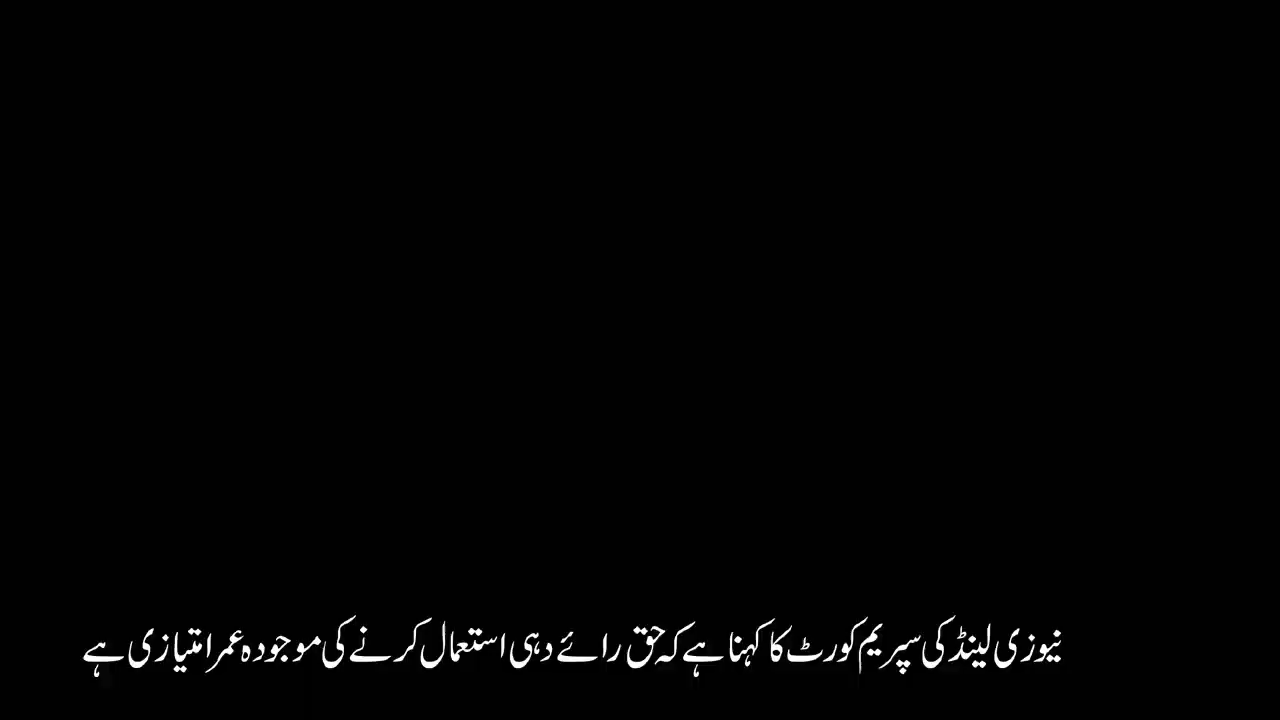 نیوزی لینڈ کی سپریم کورٹ کا کہنا ہے کہ حق رائے دہی استعمال کرنے کی موجودہ عمر امتیازی ہے